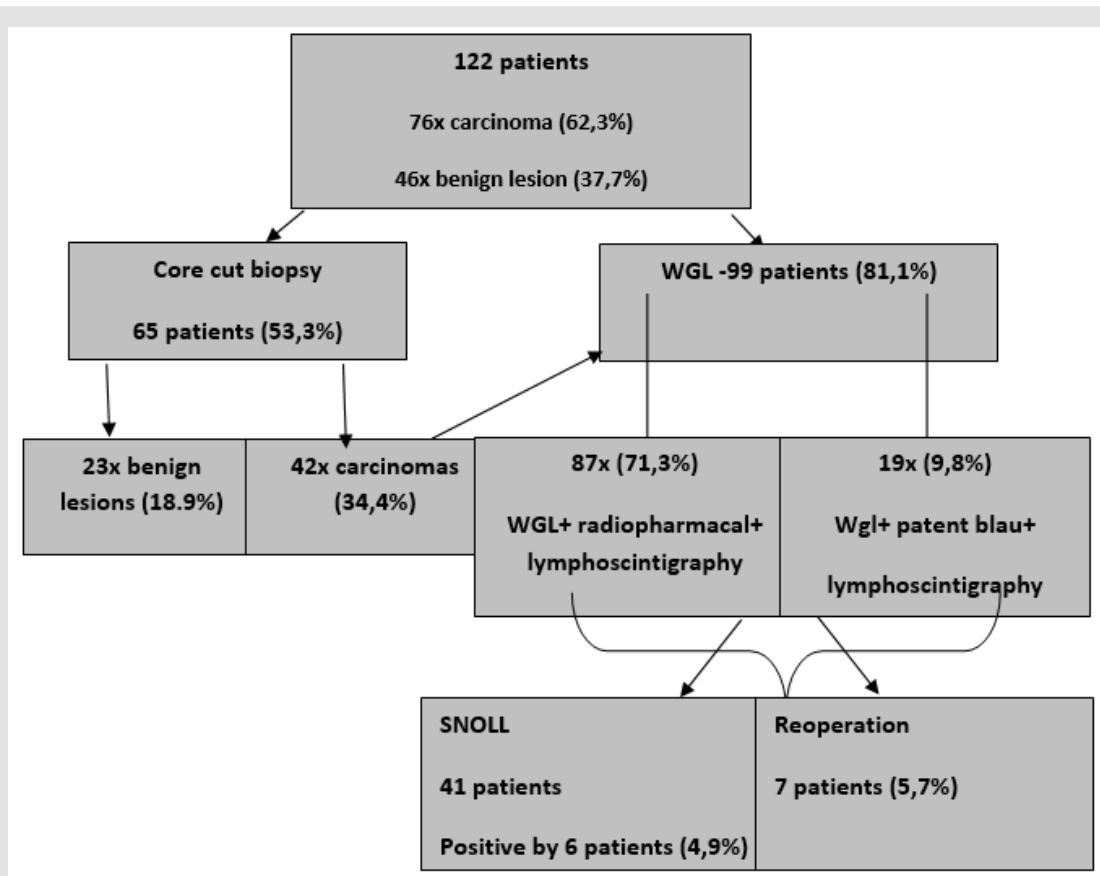 122 patients
76x carcinoma (62,3%)
46x benign lesion (37,7%)
Core cut biopsy
65 patients (53,3%)
WGL -99 patients (81,1%)
23x benign
lesions (18.9%)
42x carcinomas
(34,4%)
87x (71,3%)
WGL+ radiopharmacal+
lymphoscintigraphy
19x (9,8%)
Wgl+ patent blau+
lymphoscintigraphy
SNOLL
41 patients
Positive by 6 patients (4,9%)
Reoperation
7 patients (5,7%)